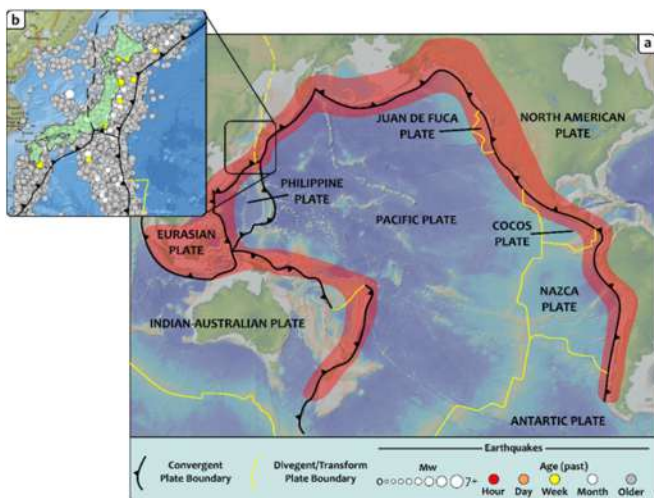 b
a
JUAN DE FUCA
PLATE
NORTH AMERICAN
PLATE
PHILIPPINE
PLATE
PACIFIC PLATE
COCOS
PLATE
EURASIAN
PLATE
NAZCA
PLATE
INDIAN-AUSTRALIAN PLATE
ANTARTIC PLATE
Convergent
Plate Boundary
Divegent/Transform
Plate Boundary
Earthquakes
Mw
0
7+
Age (past)
Hour
Day
Week
Month
Older